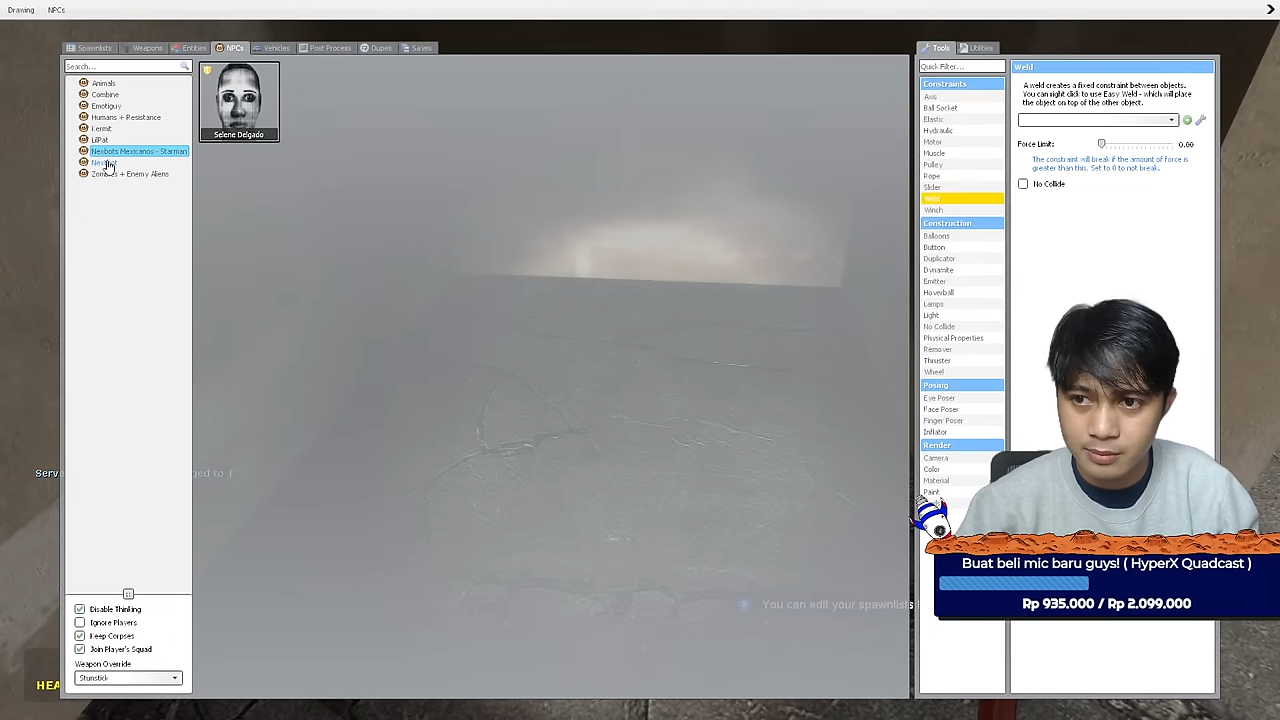 Drawing NPCs
Spawnlists Weapons Entities NPCs Vehicles Post Process Dupes Saves
Search...
Animals
Combine
Emotiguy
Humans + Resistance
Kermit
LilPat
Nexbots Mexicanos - Starman
Zombies + Enemy Aliens
Selene Delgado
Disable Thinking
Ignore Players
Keep Corpses
Join Player's Squad
Weapon Override
Stunstick
Serve
ged to 1
HEA
You can edit your spawnlists
Tools Utilities
Quick Filter...
Constraints
Axis
Ball Socket
Elastic
Hydraulic
Motor
Muscle
Pulley
Rope
Slider
Weld
Winch
Construction
Balloons
Button
Duplicator
Dynamite
Emitter
Hoverball
Lamps
Light
No Collide
Physical Properties
Remover
Thruster
Wheel
Posing
Eye Poser
Face Poser
Finger Poser
Inflator
Render
Camera
Color
Material
Paint
Weld
A weld creates a fixed constraint between objects.
You can right click to use Easy Weld - which will place
the object on top of the other object.
Force Limit: 0.00
The constraint will break if the amount of force is
greater than this. Set to 0 to not break.
No Collide
Buat beli mic baru guys! ( HyperX Quadcast )
Rp 935.000 / Rp 2.099.000